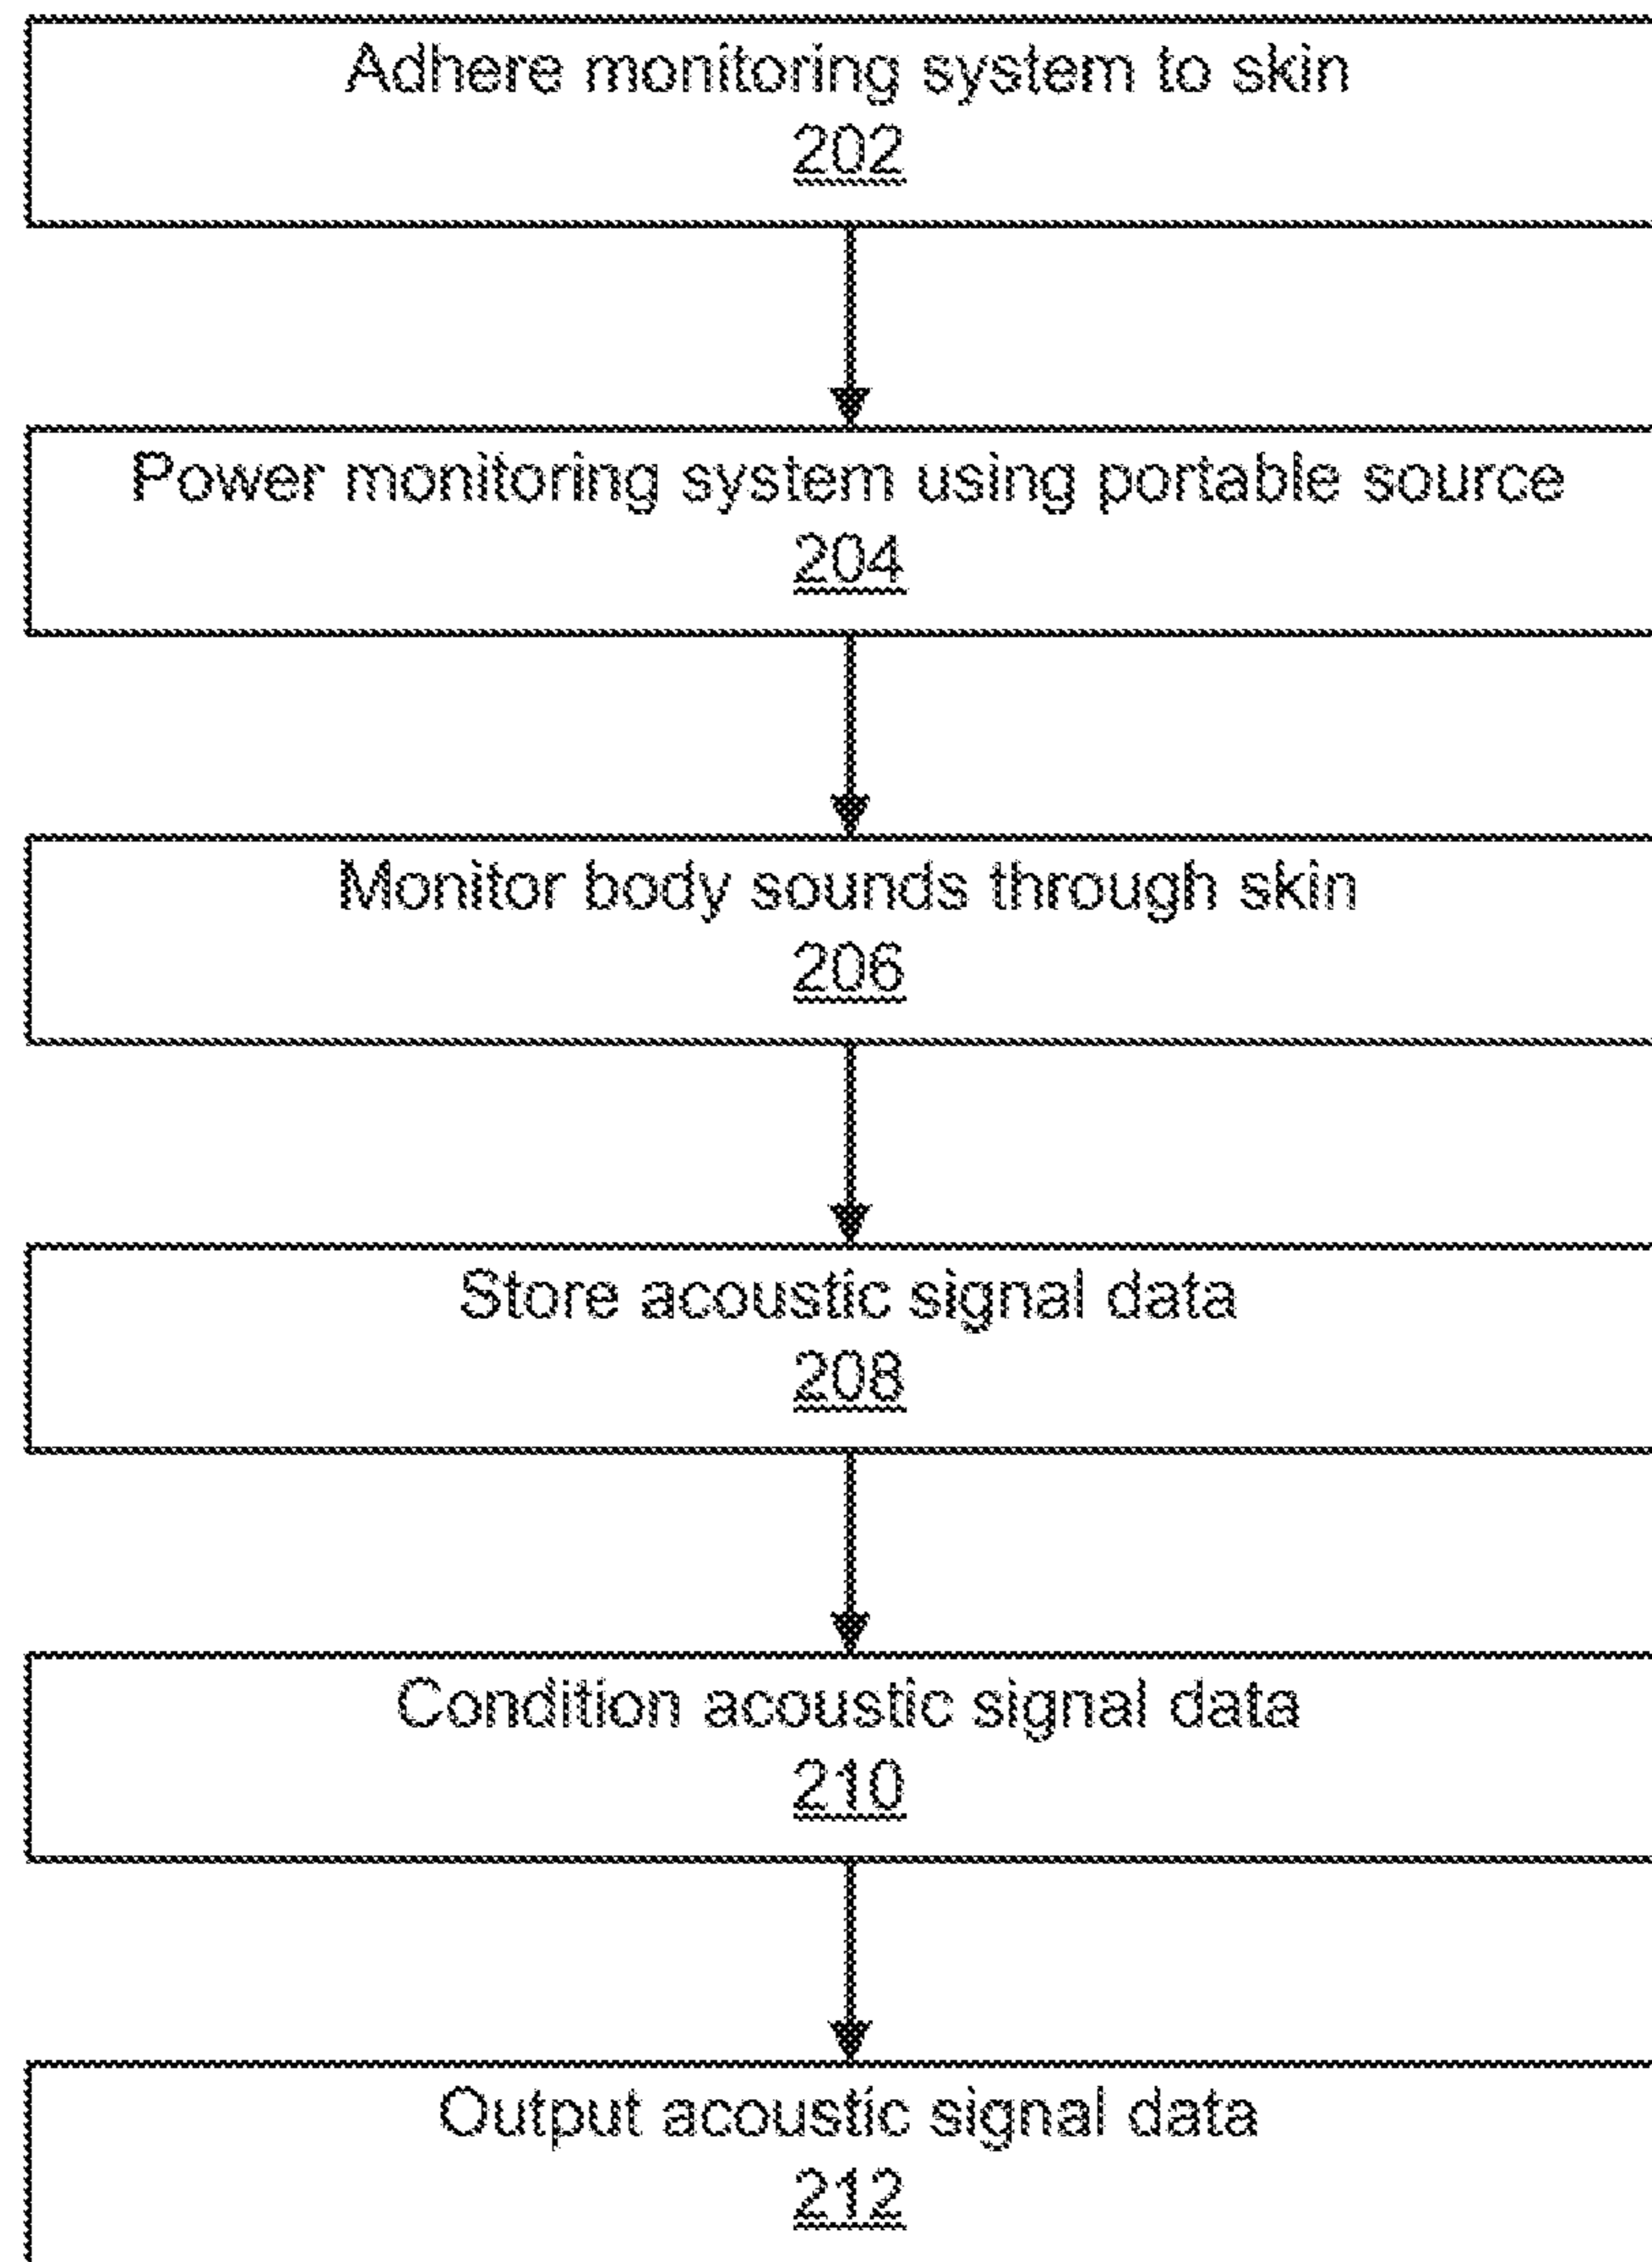 Adhere monitoring system to skin
202
Power monitoring system using portable source
204
Monitor body sounds through skin
206
Store acoustic signal data
208
Condition acoustic signal data
210
Output acoustic signal data
212